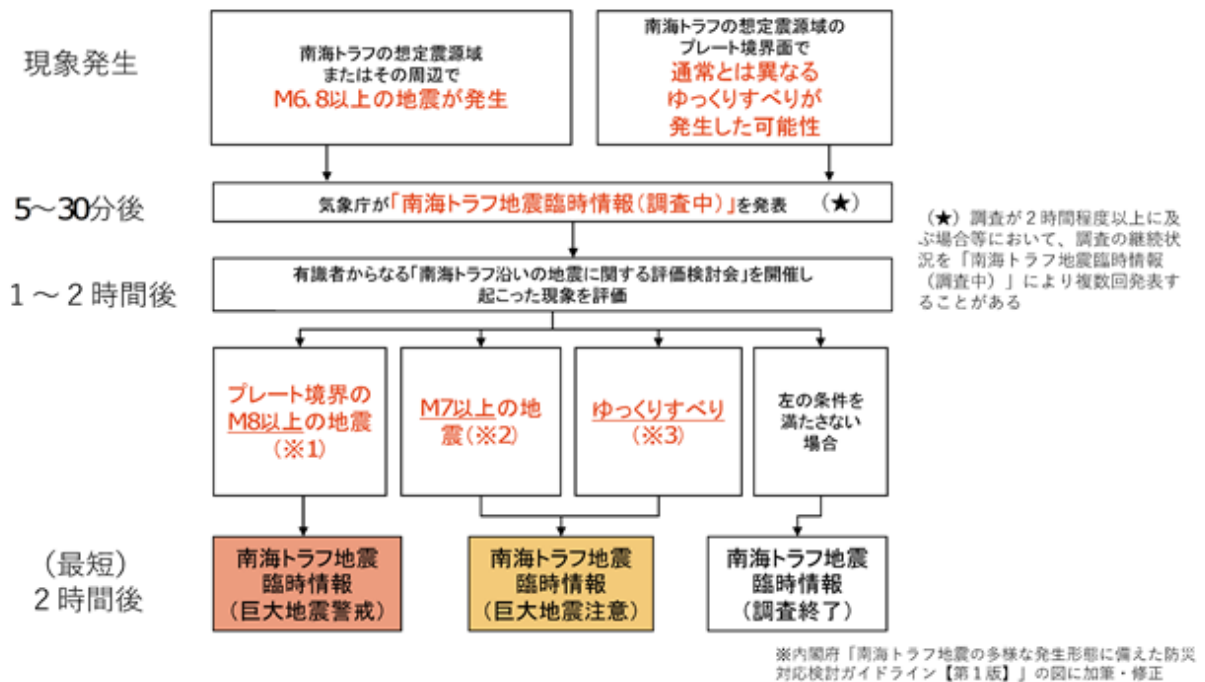 現象発生
南海トラフの想定震源域
またはその周辺で
M6.8以上の地震が発生
南海トラフの想定震源域の
プレート境界面で
通常とは異なる
ゆっくりすべりが
発生した可能性
5～30分後
気象庁が「南海トラフ地震臨時情報(調査中)」を発表 (★)
(★)調査が2時間程度以上に及
ぶ場合等において、調査の継続状
況を「南海トラフ地震臨時情報
(調査中)」により複数回発表す
ることがある
1～2時間後
有識者からなる「南海トラフ沿いの地震に関する評価検討会」を開催し
起こった現象を評価
プレート境界の
M8以上の地震
(※1)
M7以上の地
震(※2)
ゆっくりすべり
(※3)
左の条件を
満たさない
場合
(最短)
2時間後
南海トラフ地震
臨時情報
(巨大地震警戒)
南海トラフ地震
臨時情報
(巨大地震注意)
南海トラフ地震
臨時情報
(調査終了)
※内閣府「南海トラフ地震の多様な発生形態に備えた防災
対応検討ガイドライン【第1版】」の図に加筆・修正